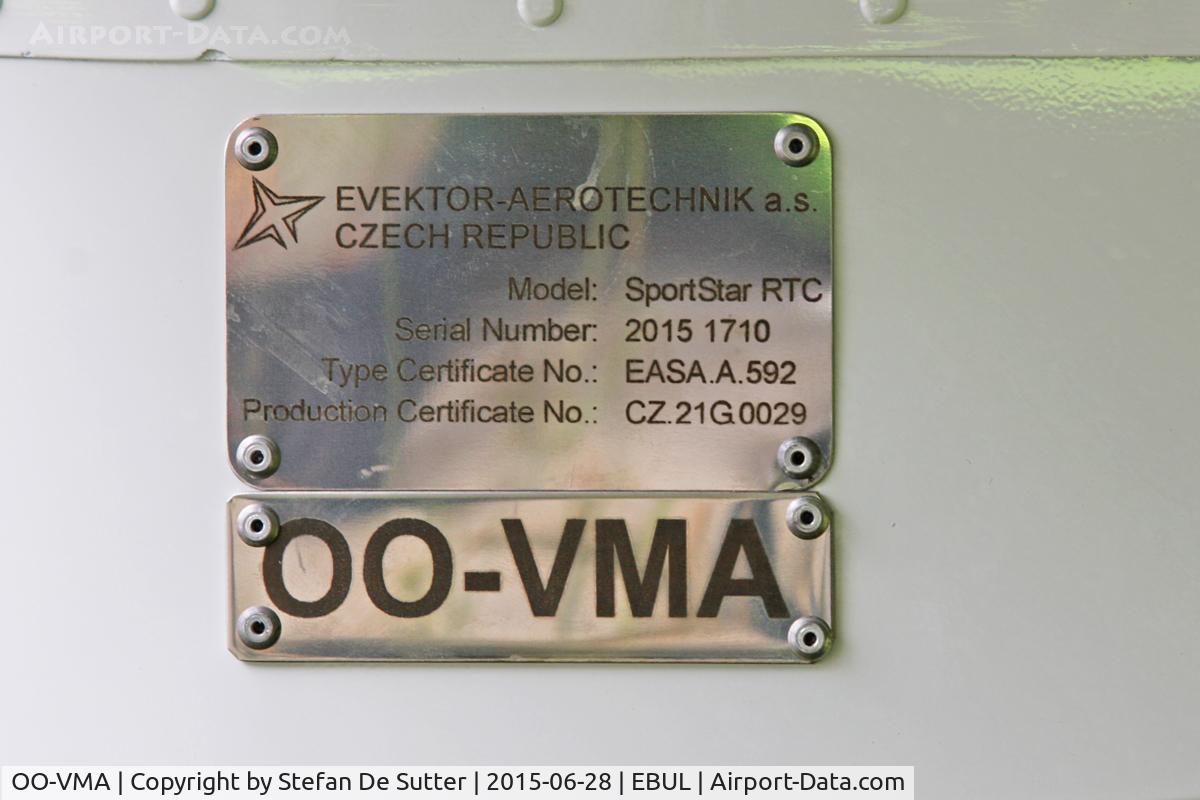 AIRPORT-DATA.COM
EVEKTOR-AEROTECHNIK a.s.
CZECH REPUBLIC
Model: SportStar RTC
Serial Number: 2015 1710
Type Certificate No.: EASA.A.592
Production Certificate No.: CZ.21G.0029
OO-VMA
OO-VMA | Copyright by Stefan De Sutter | 2015-06-28 | EBUL | Airport-Data.com